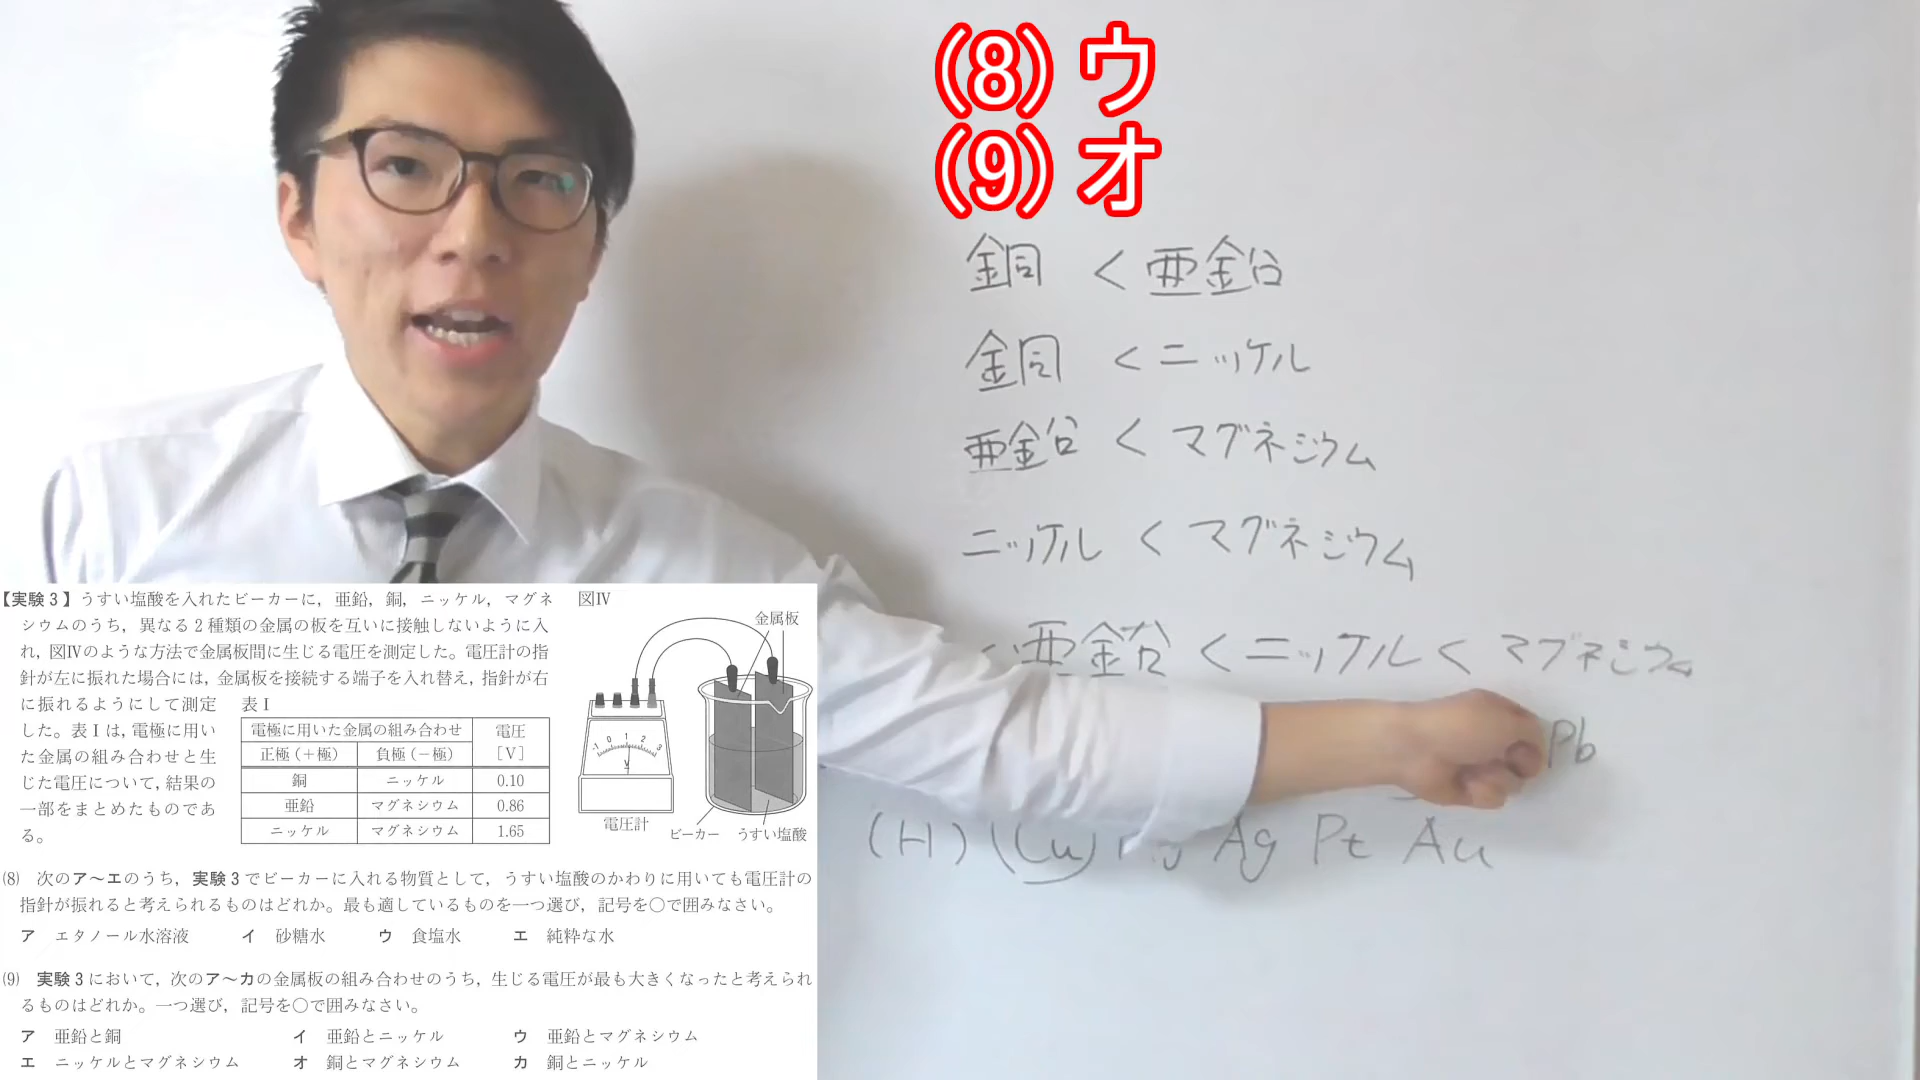 (8) ウ
(9) オ
銅 < 亜鉛
銅 < ニッケル
亜鉛 < マグネシウム
ニッケル < マグネシウム
亜鉛 < ニッケル < マグネシウム
Pb
(H) (Cu) Ag Pt Au
【実験3】うすい塩酸を入れたビーカーに，亜鉛，銅，ニッケル，マグネ
シウムのうち，異なる2種類の金属の板を互いに接触しないように入
れ，図Ⅳのような方法で金属板間に生じる電圧を測定した。電圧計の指
針が左に振れた場合には，金属板を接続する端子を入れ替え，指針が右
に振れるようにして測定
した。表Ⅰは，電極に用い
た金属の組み合わせと生
じた電圧について，結果の
一部をまとめたものであ
る。
表Ⅰ
電極に用いた金属の組み合わせ 電圧
正極（＋極） 負極（－極） ［V］
銅 ニッケル 0.10
亜鉛 マグネシウム 0.86
ニッケル マグネシウム 1.65
図Ⅳ
金属板
-1 0 1 2 3
V
電圧計
ビーカー
うすい塩酸
(8) 次のア～エのうち，実験3でビーカーに入れる物質として，うすい塩酸のかわりに用いても電圧計の
指針が振れると考えられるものはどれか。最も適しているものを一つ選び，記号を○で囲みなさい。
ア エタノール水溶液 イ 砂糖水 ウ 食塩水 エ 純粋な水
(9) 実験3において，次のア～カの金属板の組み合わせのうち，生じる電圧が最も大きくなったと考えられ
るものはどれか。一つ選び，記号を○で囲みなさい。
ア 亜鉛と銅 イ 亜鉛とニッケル ウ 亜鉛とマグネシウム
エ ニッケルとマグネシウム オ 銅とマグネシウム カ 銅とニッケル